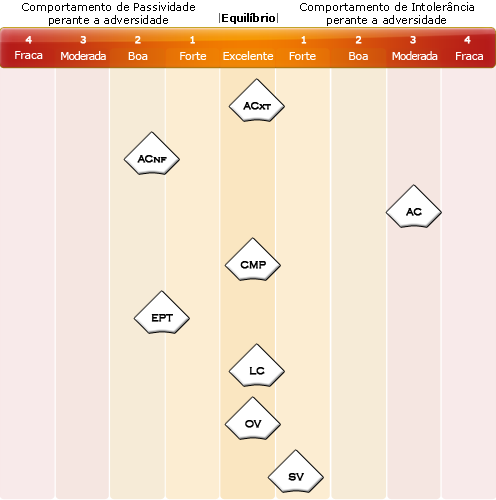 Comportamento de Passividade
perante a adversidade
|Equilíbrio|
Comportamento de Intolerância
perante a adversidade
4 3 2 1 1 2 3 4
Fraca Moderada Boa Forte Excelente Forte Boa Moderada Fraca
ACXT
ACNF
AC
CMP
EPT
LC
OV
SV